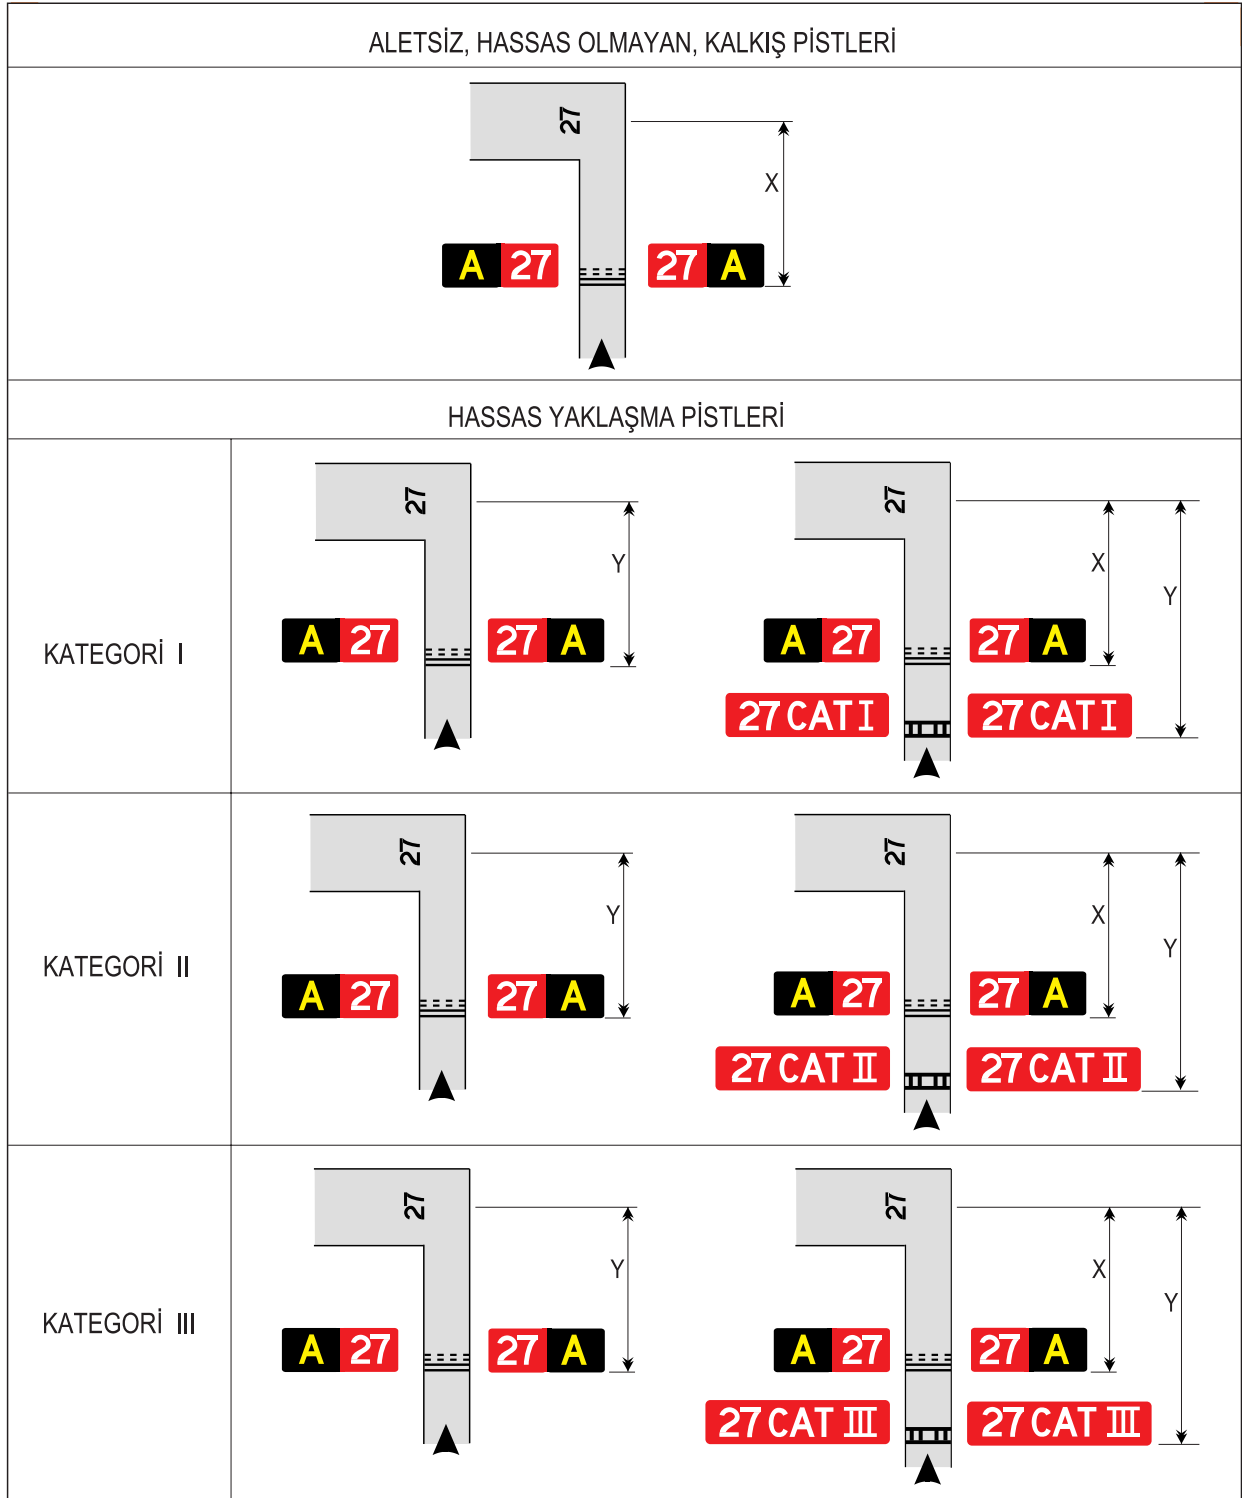 ALETSİZ, HASSAS OLMAYAN, KALKIŞ PİSTLERİ
27
X
A 27 27 A
HASSAS YAKLAŞMA PİSTLERİ
KATEGORİ I
27
Y
A 27 27 A
27
X
Y
A 27 27 A
27 CAT I 27 CAT I
KATEGORİ II
27
Y
A 27 27 A
27
X
Y
A 27 27 A
27 CAT II 27 CAT II
KATEGORİ III
27
Y
A 27 27 A
27
X
Y
A 27 27 A
27 CAT III 27 CAT III